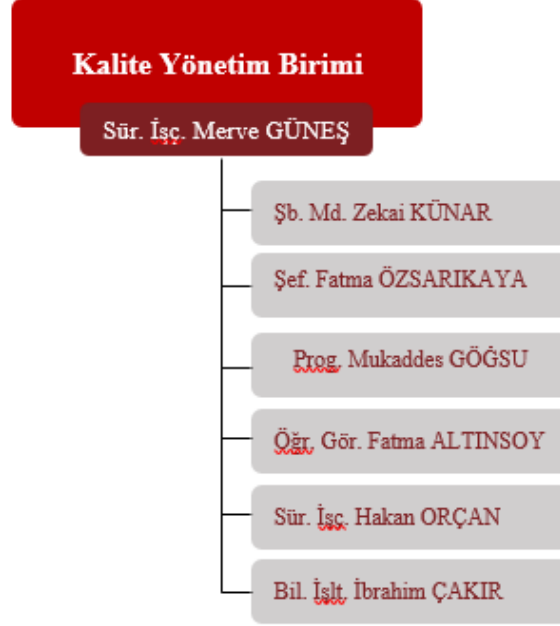 Kalite Yönetim Birimi
Sür. İşç. Merve GÜNEŞ
Şb. Md. Zekai KÜNAR
Şef. Fatma ÖZSARIKAYA
Prog. Mukaddes GÖĞSU
Öğr. Gör. Fatma ALTINSOY
Sür. İşç. Hakan ORÇAN
Bil. İşlt. İbrahim ÇAKIR